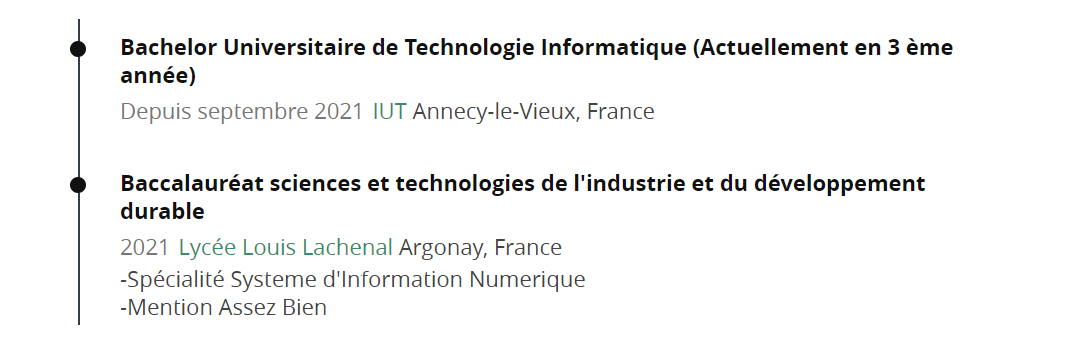 Bachelor Universitaire de Technologie Informatique (Actuellement en 3 ème
année)
Depuis septembre 2021 IUT Annecy-le-Vieux, France
Baccalauréat sciences et technologies de l'industrie et du développement
durable
2021 Lycée Louis Lachenal Argonay, France
-Spécialité Systeme d'Information Numerique
-Mention Assez Bien